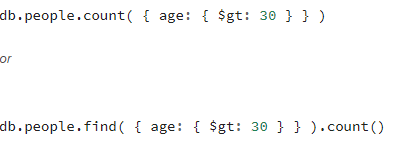 db.people.count( { age: { $gt: 30 } } )
or
db.people.find( { age: { $gt: 30 } } ).count()